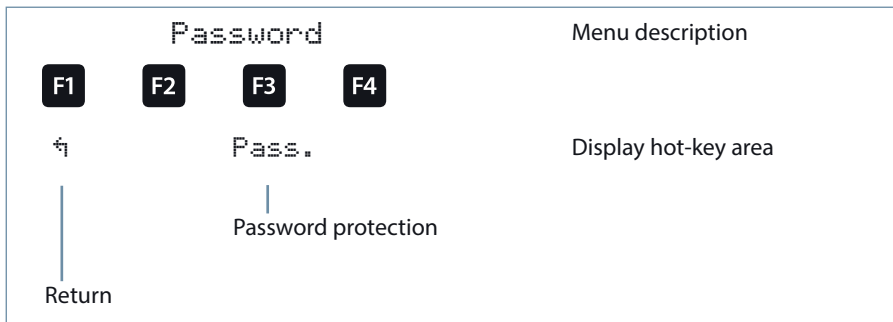 Password Menu description
F1 F2 F3 F4
↰ Pass. Display hot-key area
Password protection
Return